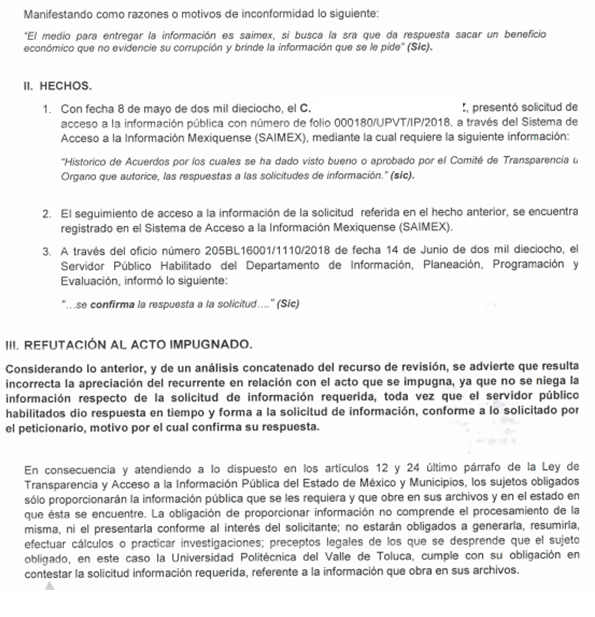 Manifestando como razones o motivos de inconformidad lo siguiente:
"El medio para entregar la información es saimex, si busca la sra que da respuesta sacar un beneficio
económico que no evidencie su corrupción y brinde la información que se le pide" (Sic).
II. HECHOS.
1. Con fecha 8 de mayo de dos mil dieciocho, el C. , presentó solicitud de
acceso a la información pública con número de folio 000180/UPVT/IP/2018. a través del Sistema de
Acceso a la Información Mexiquense (SAIMEX), mediante la cual requiere la siguiente información:
"Historico de Acuerdos por los cuales se ha dado visto bueno o aprobado por el Comité de Transparencia u
Organo que autorice, las respuestas a las solicitudes de información." (sic).
2. El seguimiento de acceso a la información de la solicitud referida en el hecho anterior, se encuentra
registrado en el Sistema de Acceso a la Información Mexiquense (SAIMEX).
3. A través del oficio número 205BL16001/1110/2018 de fecha 14 de Junio de dos mil dieciocho, el
Servidor Público Habilitado del Departamento de Información, Planeación, Programación y
Evaluación, informó lo siguiente:
"...se confirma la respuesta a la solicitud...." (Sic)
III. REFUTACIÓN AL ACTO IMPUGNADO.
Considerando lo anterior, y de un análisis concatenado del recurso de revisión, se advierte que resulta
incorrecta la apreciación del recurrente en relación con el acto que se impugna, ya que no se niega la
información respecto de la solicitud de información requerida, toda vez que el servidor público
habilitados dio respuesta en tiempo y forma a la solicitud de información, conforme a lo solicitado por
el peticionario, motivo por el cual confirma su respuesta.
En consecuencia y atendiendo a lo dispuesto en los artículos 12 y 24 último párrafo de la Ley de
Transparencia y Acceso a la Información Pública del Estado de México y Municipios, los sujetos obligados
sólo proporcionarán la información pública que se les requiera y que obre en sus archivos y en el estado en
que ésta se encuentre. La obligación de proporcionar información no comprende el procesamiento de la
misma, ni el presentarla conforme al interés del solicitante; no estarán obligados a generarla, resumirla,
efectuar cálculos o practicar investigaciones; preceptos legales de los que se desprende que el sujeto
obligado, en este caso la Universidad Politécnica del Valle de Toluca, cumple con su obligación en
contestar la solicitud información requerida, referente a la información que obra en sus archivos.